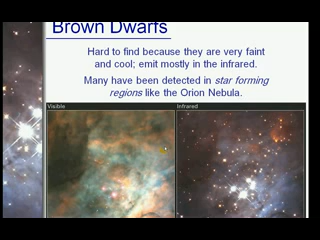 Brown Dwarfs
Hard to find because they are very faint
and cool; emit mostly in the infrared.
Many have been detected in star forming
regions like the Orion Nebula.
Visible
Infrared